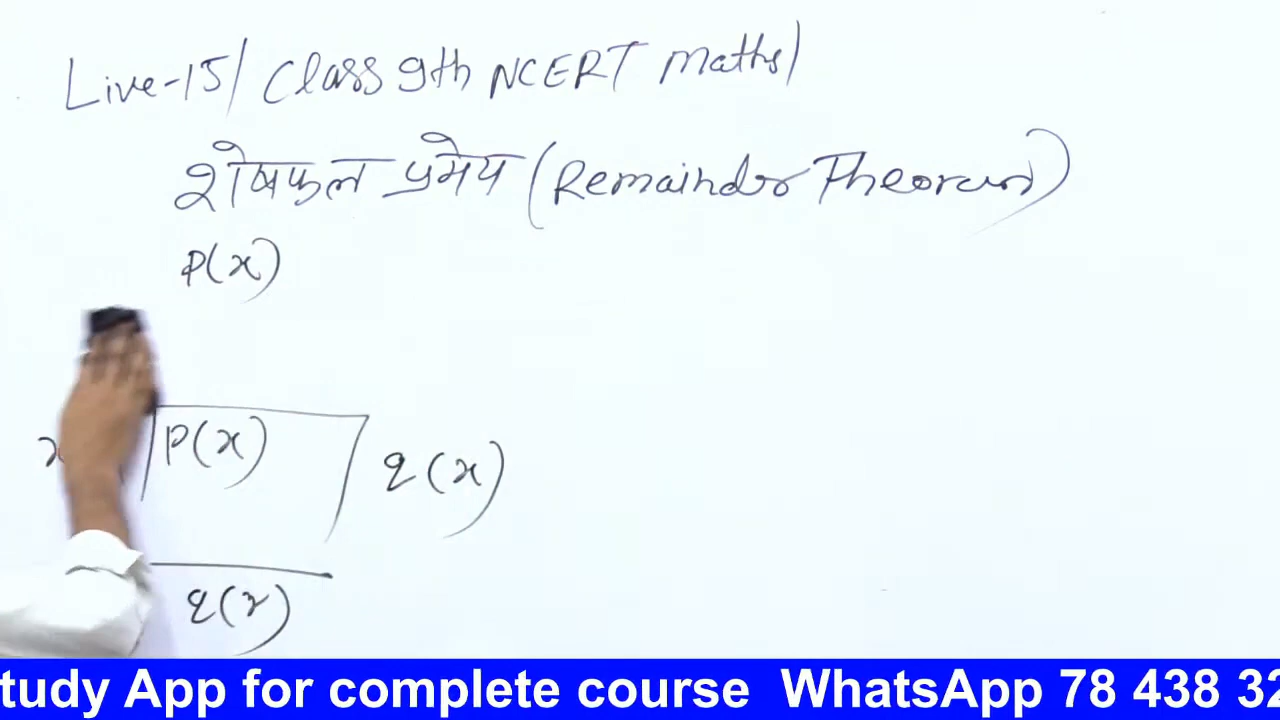 Live-15/ Class 9th NCERT Maths/
शेषफल प्रमेय (Remainder Theorem)
P(x)
x
P(x)
q(x)
q(x)
tudy App for complete course WhatsApp 78 438 32